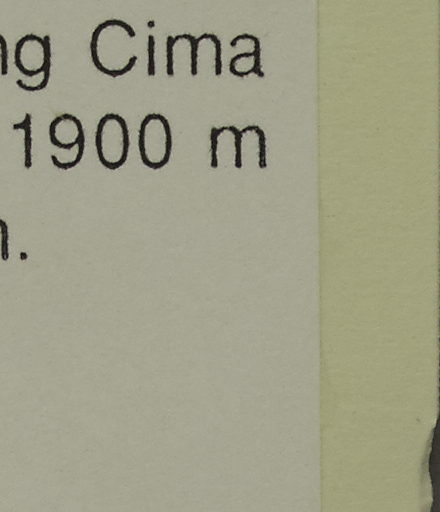 ng Cima
1900 m
.